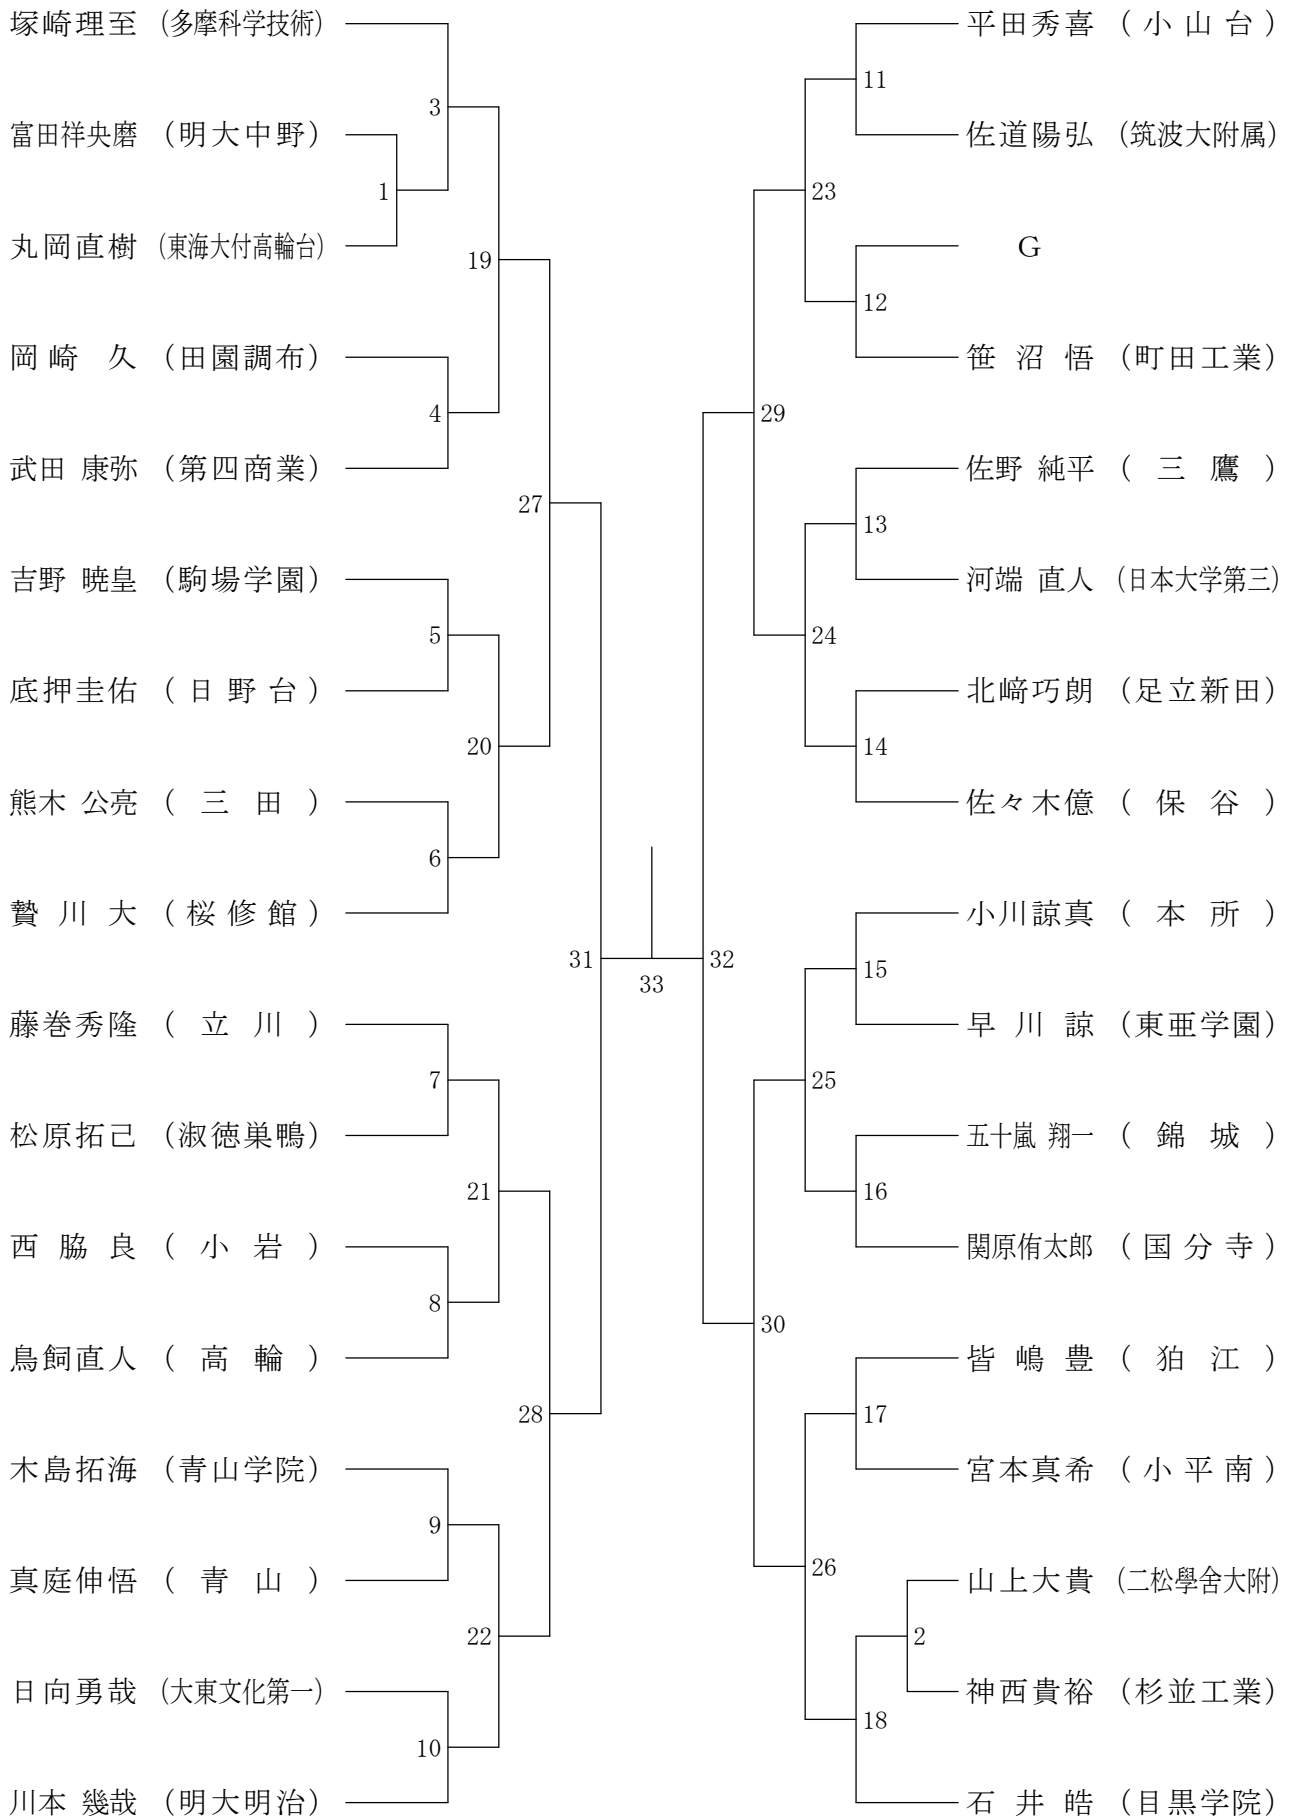 塚崎理至 (多摩科学技術)
3
富田祥央磨 (明大中野)
1
丸岡直樹 (東海大付高輪台)
19
岡崎 久 (田園調布)
4
武田 康弥 (第四商業)
27
吉野 暁皇 (駒場学園)
5
底押圭佑 (日野台)
20
熊木 公亮 (三田)
6
贄川大 (桜修館)
31
藤巻秀隆 (立川)
7
松原拓己 (淑徳巣鴨)
21
西脇良 (小岩)
8
鳥飼直人 (高輪)
28
木島拓海 (青山学院)
9
真庭伸悟 (青山)
22
日向勇哉 (大東文化第一)
10
川本 幾哉 (明大明治)
33
平田秀喜 (小山台)
11
佐道陽弘 (筑波大附属)
23
G
12
笹沼悟 (町田工業)
29
佐野 純平 (三鷹)
13
河端 直人 (日本大学第三)
24
北﨑巧朗 (足立新田)
14
佐々木億 (保谷)
32
小川諒真 (本所)
15
早川諒 (東亜学園)
25
五十嵐 翔一 (錦城)
16
関原侑太郎 (国分寺)
30
皆嶋豊 (狛江)
17
宮本真希 (小平南)
26
山上大貴 (二松學舎大附)
2
神西貴裕 (杉並工業)
18
石井皓 (目黒学院)